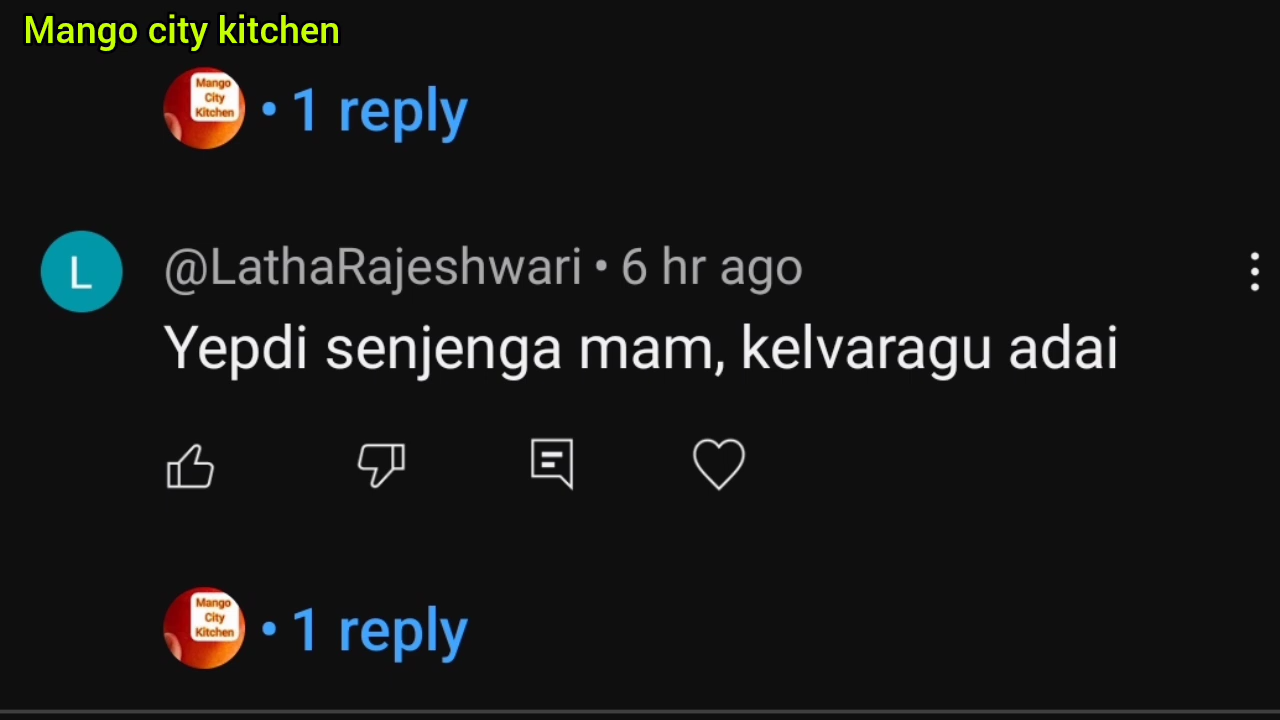 Mango city kitchen
Mango
City
Kitchen
• 1 reply
L
@LathaRajeshwari • 6 hr ago
Yepdi senjenga mam, kelvaragu adai
Mango
City
Kitchen
• 1 reply